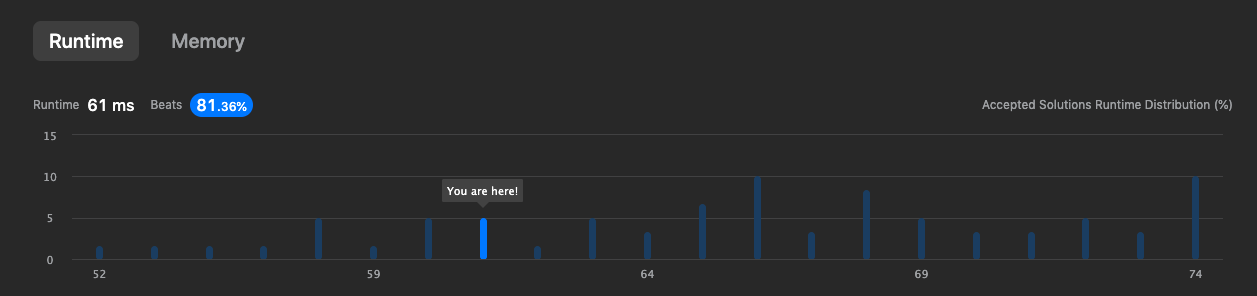 Runtime Memory
Runtime 61 ms Beats 81.36% Accepted Solutions Runtime Distribution (%)
15
10
You are here!
5
0
52 59 64 69 74